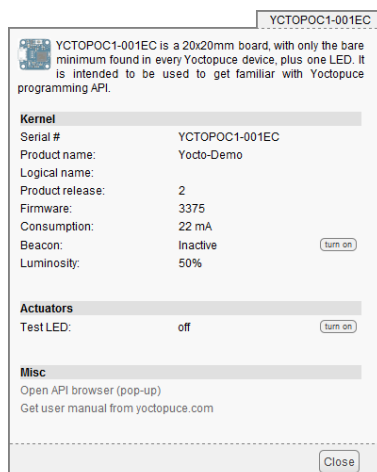 YCTOPOC1-001EC
YCTOPOC1-001EC is a 20x20mm board, with only the bare
minimum found in every Yoctopuce device, plus one LED. It
is intended to be used to get familiar with Yoctopuce
programming API.
Kernel
Serial # YCTOPOC1-001EC
Product name: Yocto-Demo
Logical name:
Product release: 2
Firmware: 3375
Consumption: 22 mA
Beacon: Inactive turn on
Luminosity: 50%
Actuators
Test LED: off turn on
Misc
Open API browser (pop-up)
Get user manual from yoctopuce.com
Close